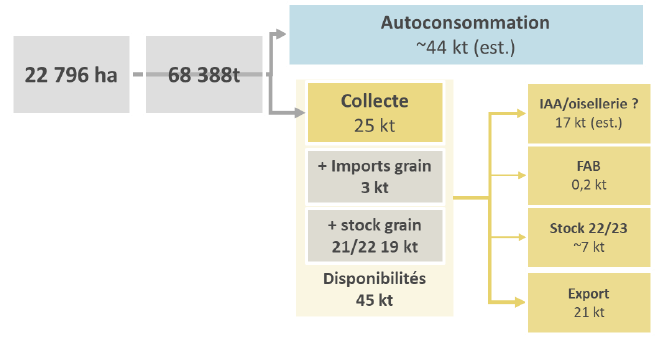 22 796 ha
68 388t
Autoconsommation
~44 kt (est.)
Collecte
25 kt
+ Imports grain
3 kt
+ stock grain
21/22 19 kt
Disponibilités
45 kt
IAA/oisellerie ?
17 kt (est.)
FAB
0,2 kt
Stock 22/23
~7 kt
Export
21 kt